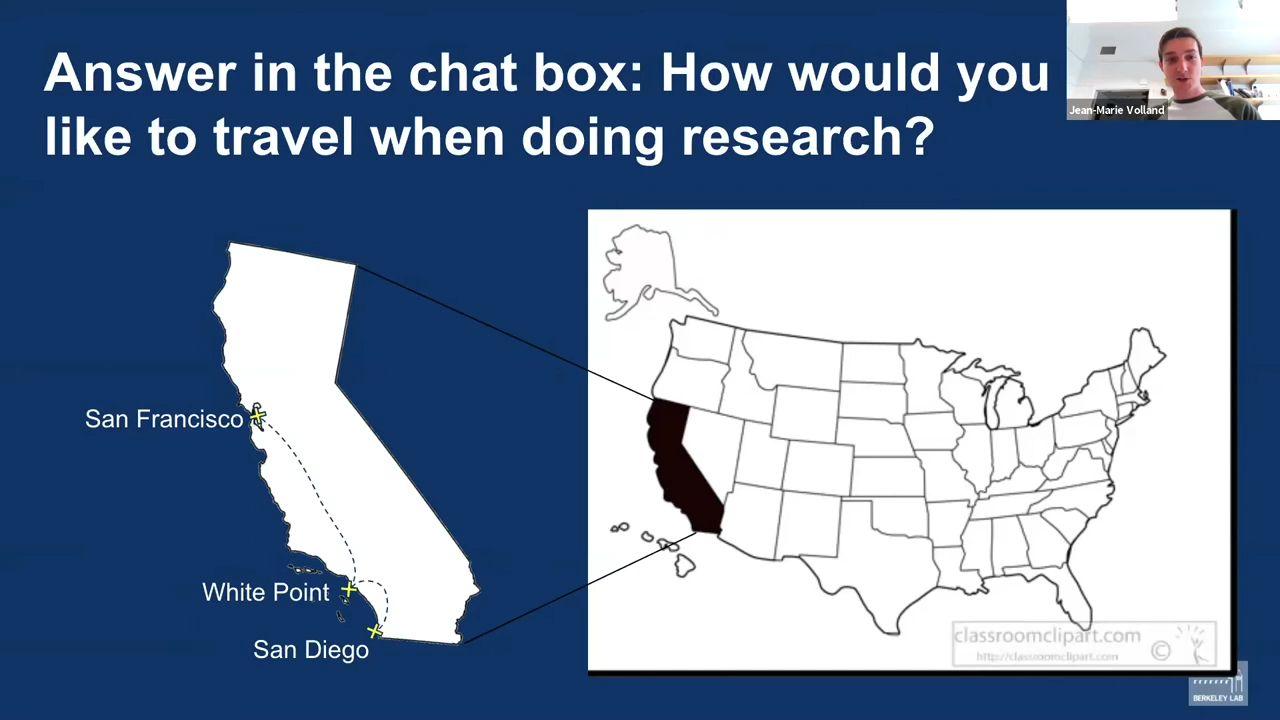 Answer in the chat box: How would you
like to travel when doing research?
Jean-Marie Volland
San Francisco
White Point
San Diego
classroomclipart.com
http://classroomclipart.com
©
BERKELEY LAB